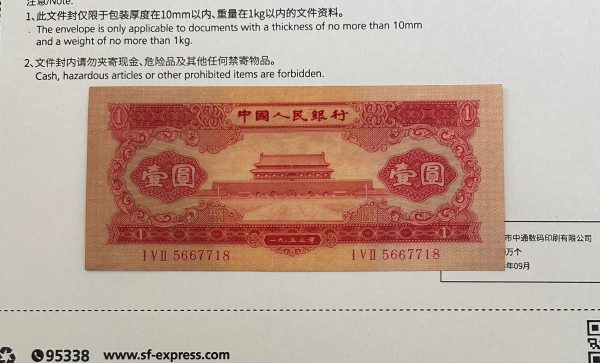 注意/Note:
1、此文件封仅限于包装厚度在10mm以内、重量在1kg以内的文件资料。
. The envelope is only applicable to documents with a thickness of no more than 10mm
and a weight of no more than 1kg.
2、文件封内请勿夹寄现金、危险品及其他任何禁寄物品。
Cash, hazardous articles or other prohibited items are forbidden.
1 中國人民銀行 1
壹圓 壹圓
1 一九五三年 1
I V II 5667718 I V II 5667718
市中通数码印刷有限公司
万个
年09月
95338 www.sf-express.com